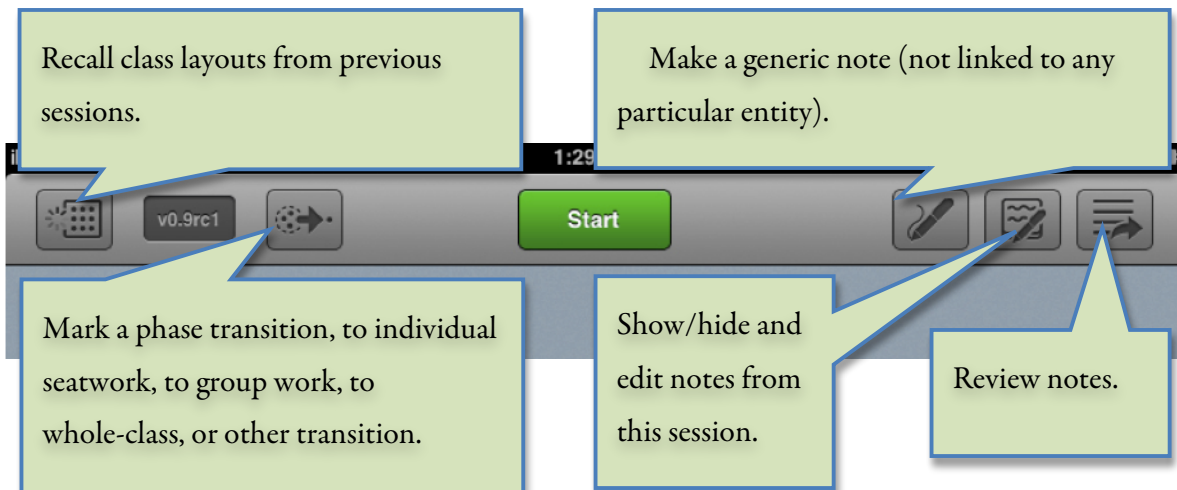 Recall class layouts from previous
sessions.
Make a generic note (not linked to any
particular entity).
1:29
v0.9rc1
Start
Mark a phase transition, to individual
seatwork, to group work, to
whole-class, or other transition.
Show/hide and
edit notes from
this session.
Review notes.